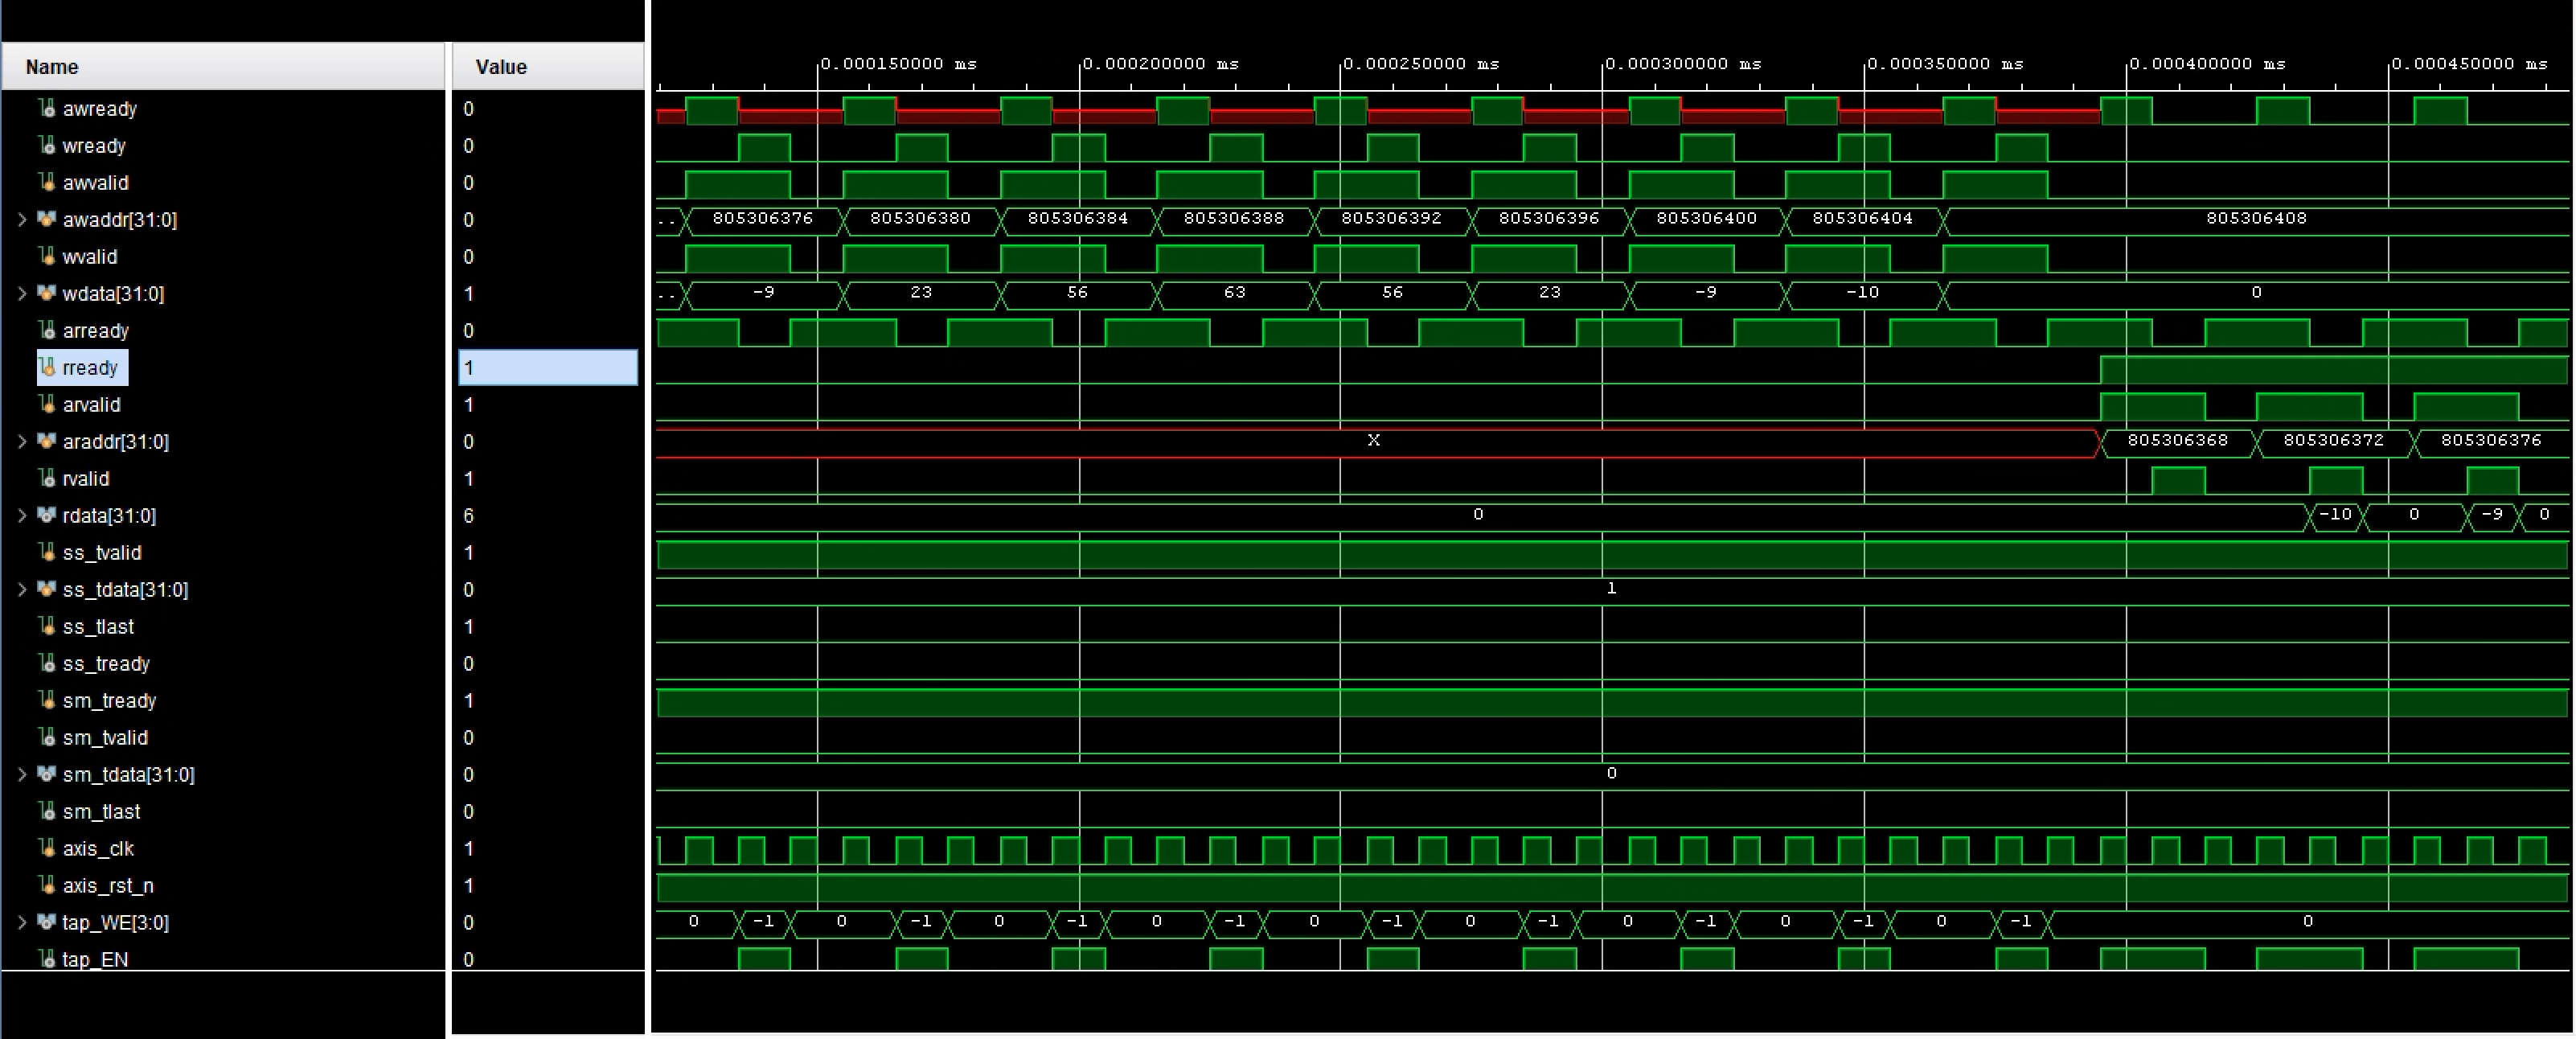 Name Value 0.000150000 ms 0.000200000 ms 0.000250000 ms 0.000300000 ms 0.000350000 ms 0.000400000 ms 0.000450000 ms
awready 0
wready 0
awvalid 0
awaddr[31:0] 0 .. 805306376 805306380 805306384 805306388 805306392 805306396 805306400 805306404 805306408
wvalid 0
wdata[31:0] 1 .. -9 23 56 63 56 23 -9 -10 0
arready 0
rready 1
arvalid 1
araddr[31:0] 0 X 805306368 805306372 805306376
rvalid 1
rdata[31:0] 6 0 -10 0 -9 0
ss_tvalid 1
ss_tdata[31:0] 0 1
ss_tlast 1
ss_tready 0
sm_tready 1
sm_tvalid 0
sm_tdata[31:0] 0 0
sm_tlast 0
axis_clk 1
axis_rst_n 1
tap_WE[3:0] 0 0 -1 0 -1 0 -1 0 -1 0 -1 0 -1 0 -1 0 -1 0 -1 0
tap_EN 0